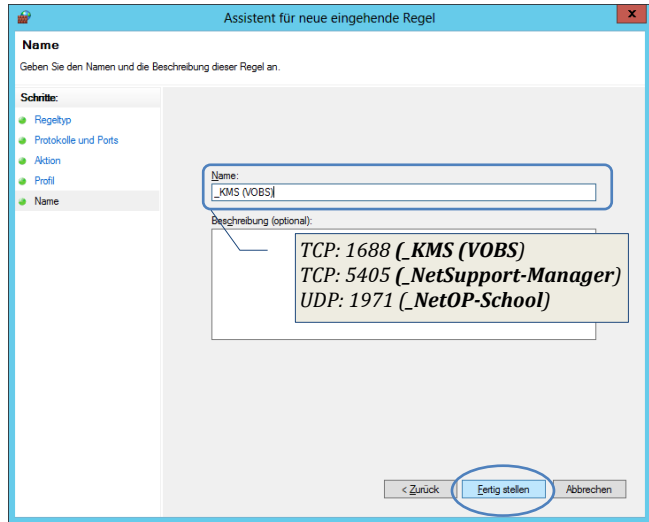 Assistent für neue eingehende Regel
x
Name
Geben Sie den Namen und die Beschreibung dieser Regel an.
Schritte:
Regeltyp
Protokolle und Ports
Aktion
Profil
Name
Name:
_KMS (VOBS)
Beschreibung (optional):
TCP: 1688 (_KMS (VOBS)
TCP: 5405 (_NetSupport-Manager)
UDP: 1971 (_NetOP-School)
< Zurück
Fertig stellen
Abbrechen